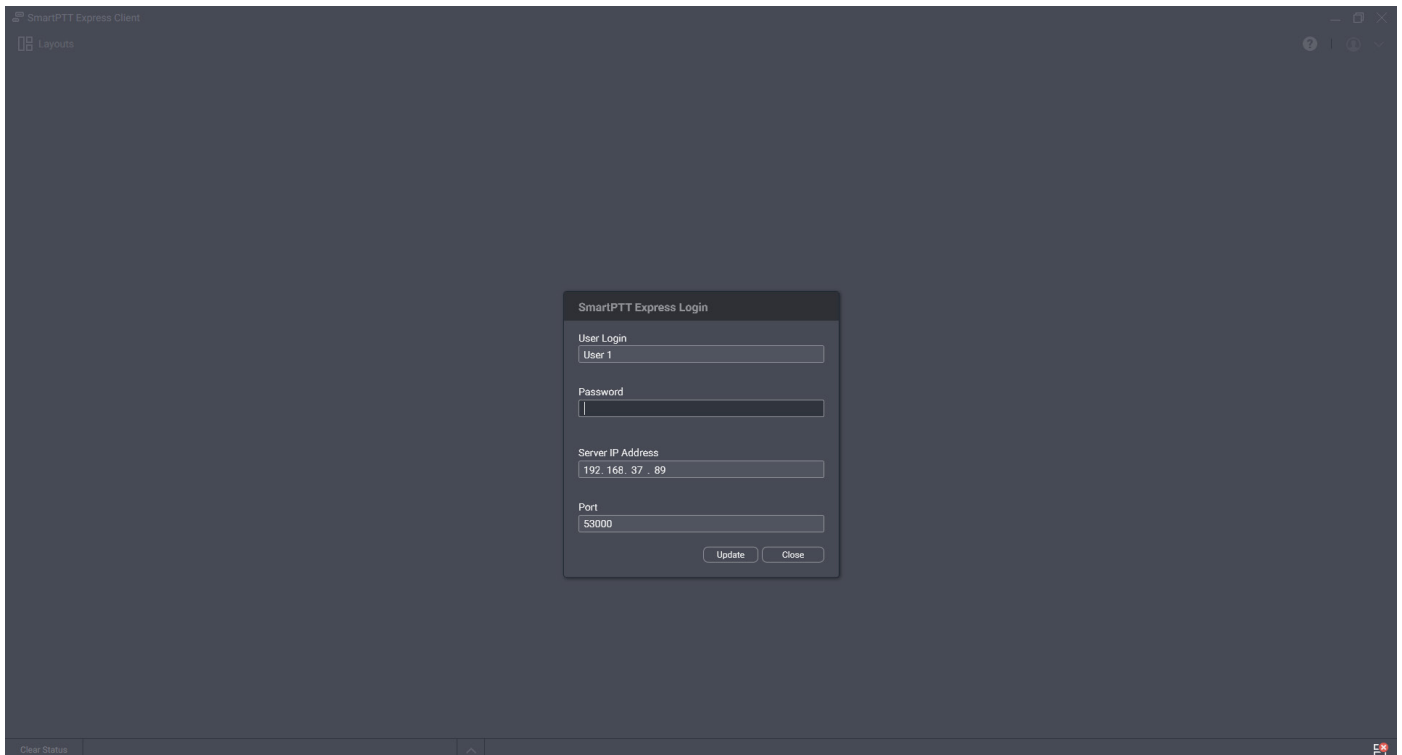 SmartPTT Express Client
Layouts
SmartPTT Express Login
User Login
User 1
Password
Server IP Address
192. 168. 37 . 89
Port
53000
Update Close
Clear Status